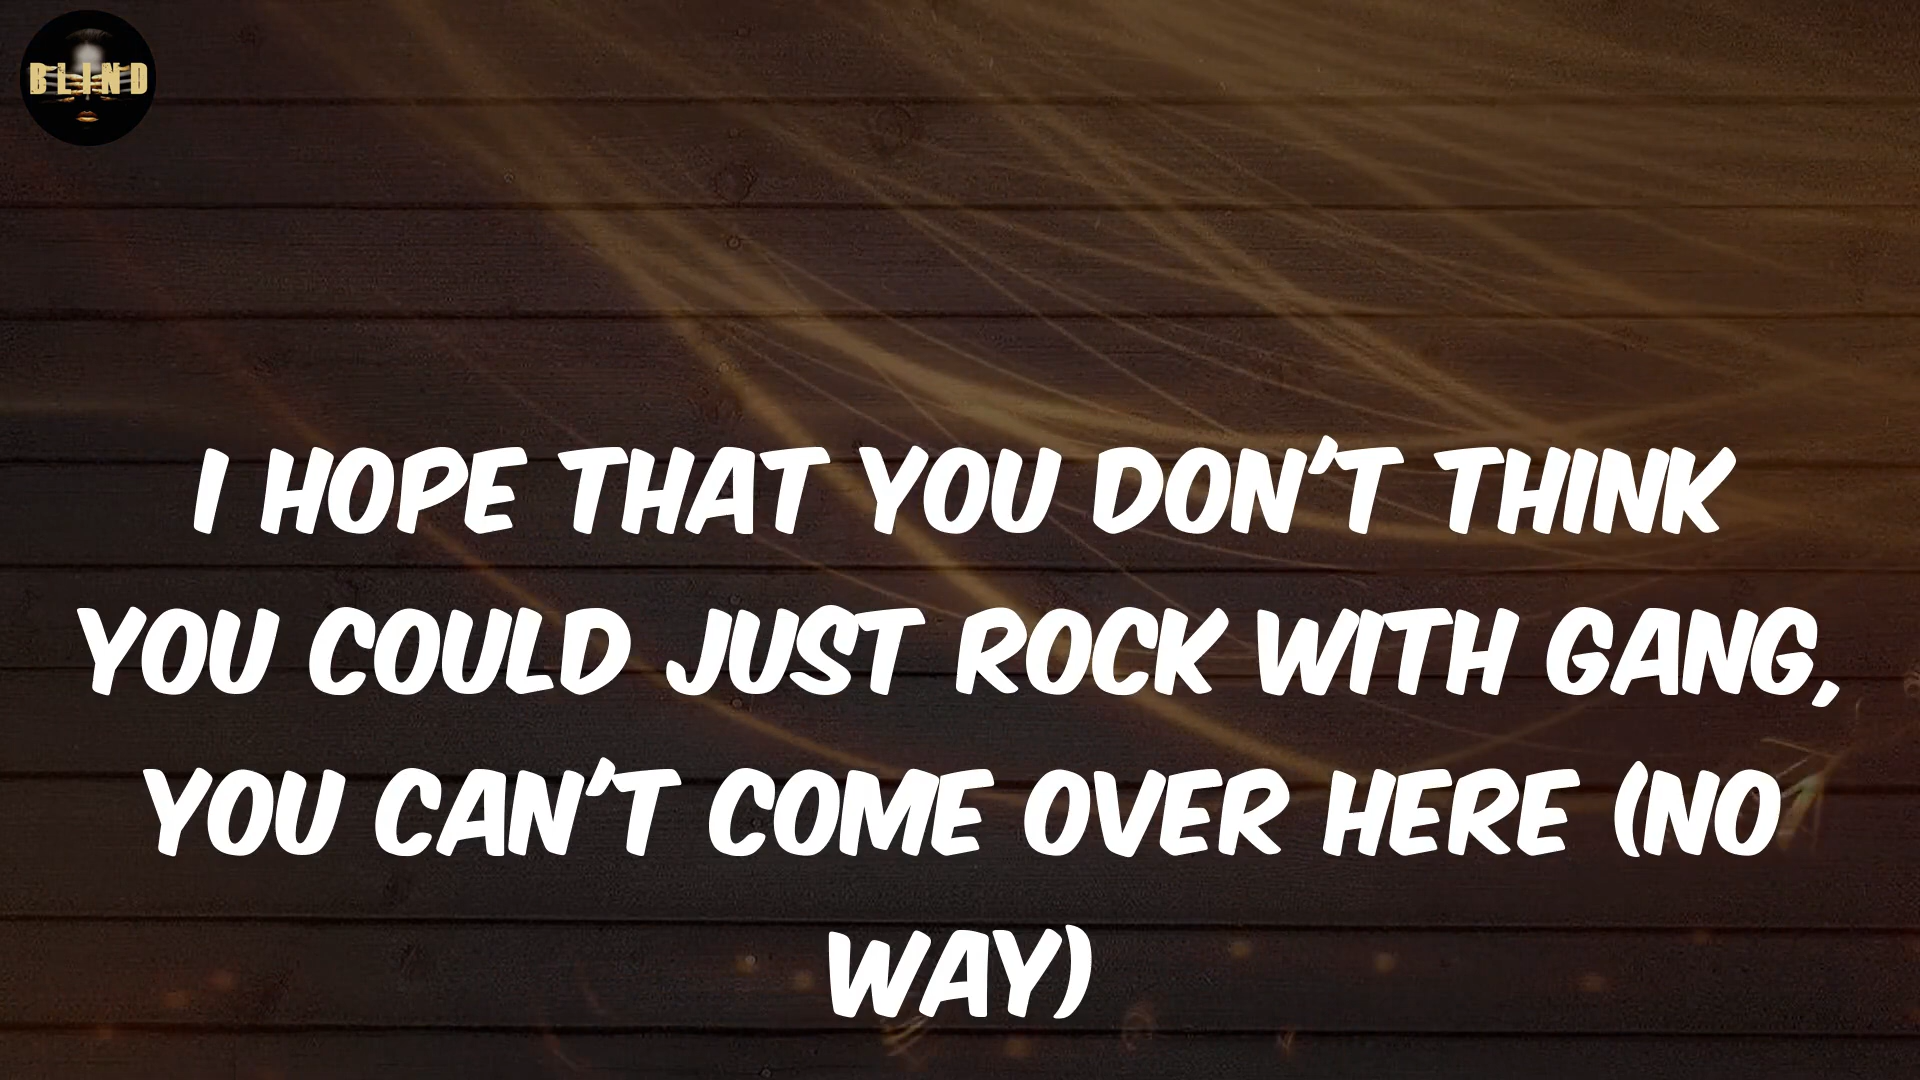 BLIND
I HOPE THAT YOU DON'T THINK
YOU COULD JUST ROCK WITH GANG,
YOU CAN'T COME OVER HERE (NO
WAY)